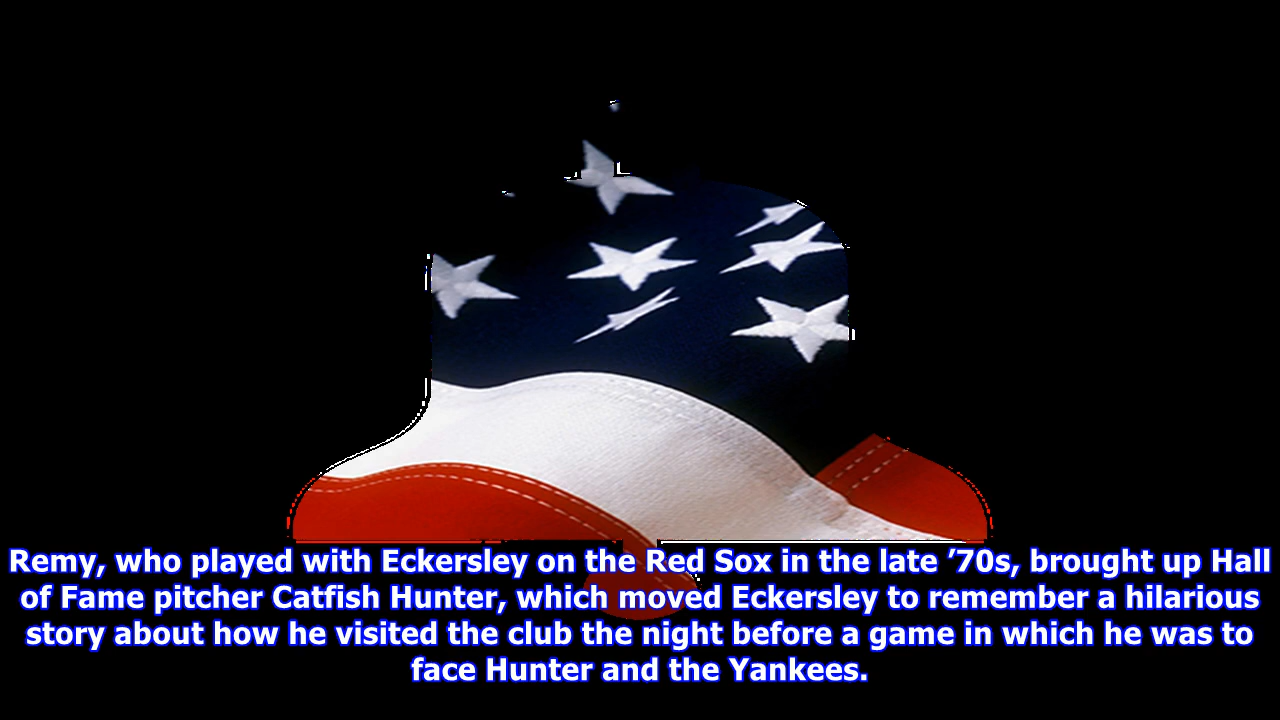 Remy, who played with Eckersley on the Red Sox in the late ’70s, brought up Hall
of Fame pitcher Catfish Hunter, which moved Eckersley to remember a hilarious
story about how he visited the club the night before a game in which he was to
face Hunter and the Yankees.